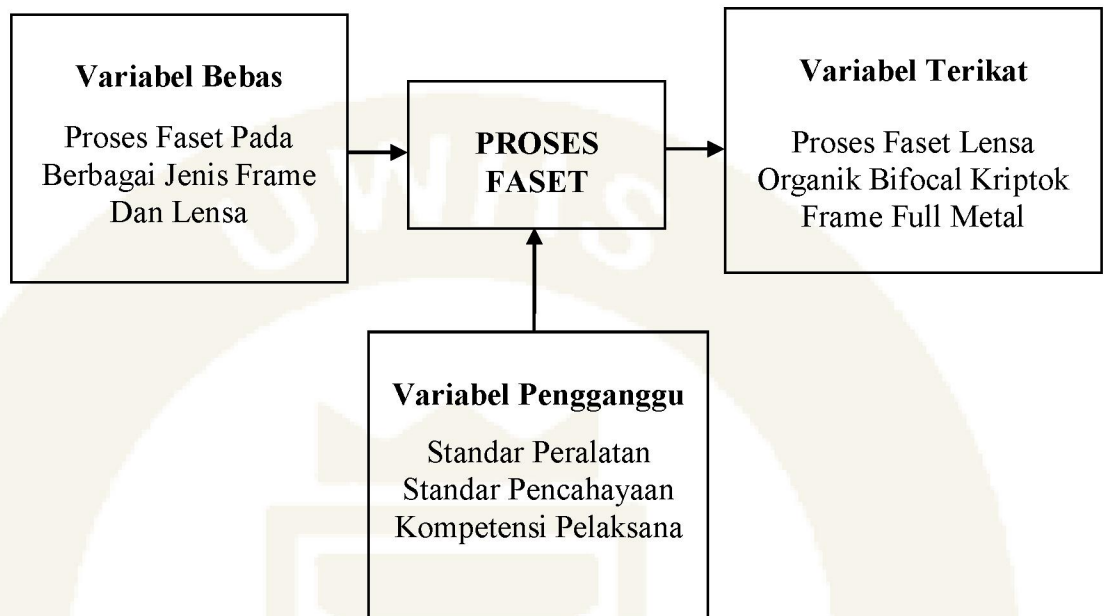 Variabel Bebas
Proses Faset Pada
Berbagai Jenis Frame
Dan Lensa
PROSES
FASET
Variabel Terikat
Proses Faset Lensa
Organik Bifocal Kriptok
Frame Full Metal
Variabel Pengganggu
Standar Peralatan
Standar Pencahayaan
Kompetensi Pelaksana
UWHS